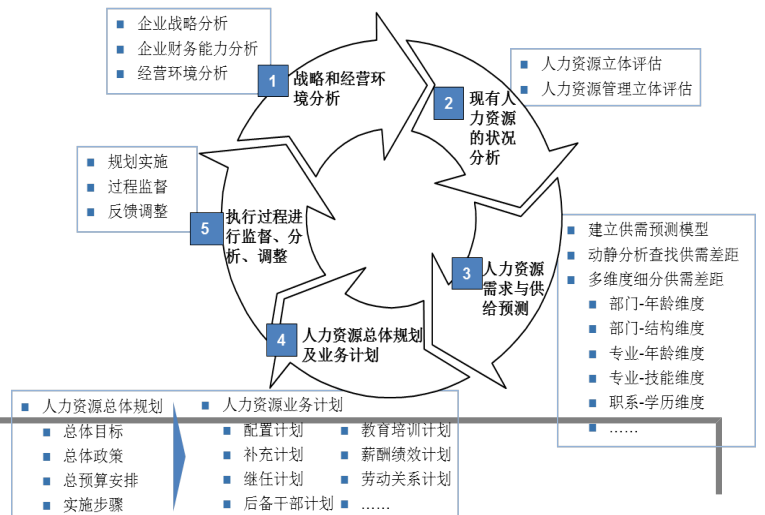 企业战略分析
企业财务能力分析
经营环境分析
1
战略和经营环
境分析
2
现有人
力资源
的状况
分析
人力资源立体评估
人力资源管理立体评估
规划实施
过程监督
反馈调整
5
执行过程进
行监督、分
析、调整
3
人力资源
需求与供
给预测
建立供需预测模型
动静分析查找供需差距
多维度细分供需差距
部门-年龄维度
部门-结构维度
专业-年龄维度
专业-技能维度
职系-学历维度
……
4
人力资源总体规划
及业务计划
人力资源总体规划
总体目标
总体政策
总预算安排
实施步骤
人力资源业务计划
配置计划
补充计划
继任计划
后备干部计划
教育培训计划
薪酬绩效计划
劳动关系计划
……